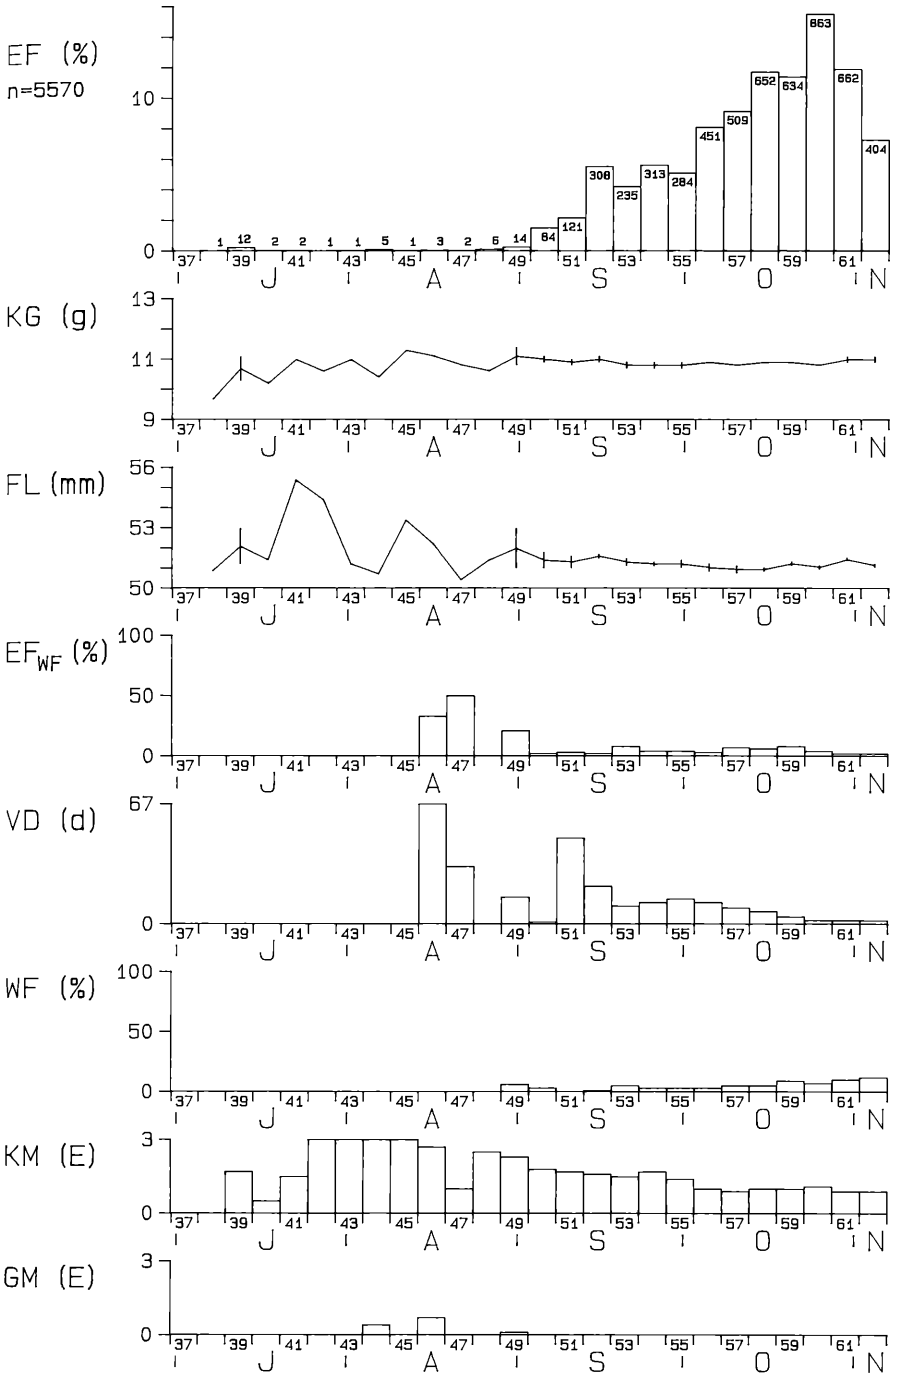 EF (%)
n=5570
10
0
1 12 2 2 1 1 5 1 3 2 6 14 84 121 308 235 313 284 451 509 652 634 863 662 404
37 39 41 43 45 47 49 51 53 55 57 59 61
J A S O N
KG (g)
13
11
9
37 39 41 43 45 47 49 51 53 55 57 59 61
J A S O N
FL (mm)
56
53
50
37 39 41 43 45 47 49 51 53 55 57 59 61
J A S O N
EF WF (%)
100
50
0
37 39 41 43 45 47 49 51 53 55 57 59 61
J A S O N
VD (d)
67
0
37 39 41 43 45 47 49 51 53 55 57 59 61
J A S O N
WF (%)
100
50
0
37 39 41 43 45 47 49 51 53 55 57 59 61
J A S O N
KM (E)
3
0
37 39 41 43 45 47 49 51 53 55 57 59 61
J A S O N
GM (E)
3
0
37 39 41 43 45 47 49 51 53 55 57 59 61
J A S O N